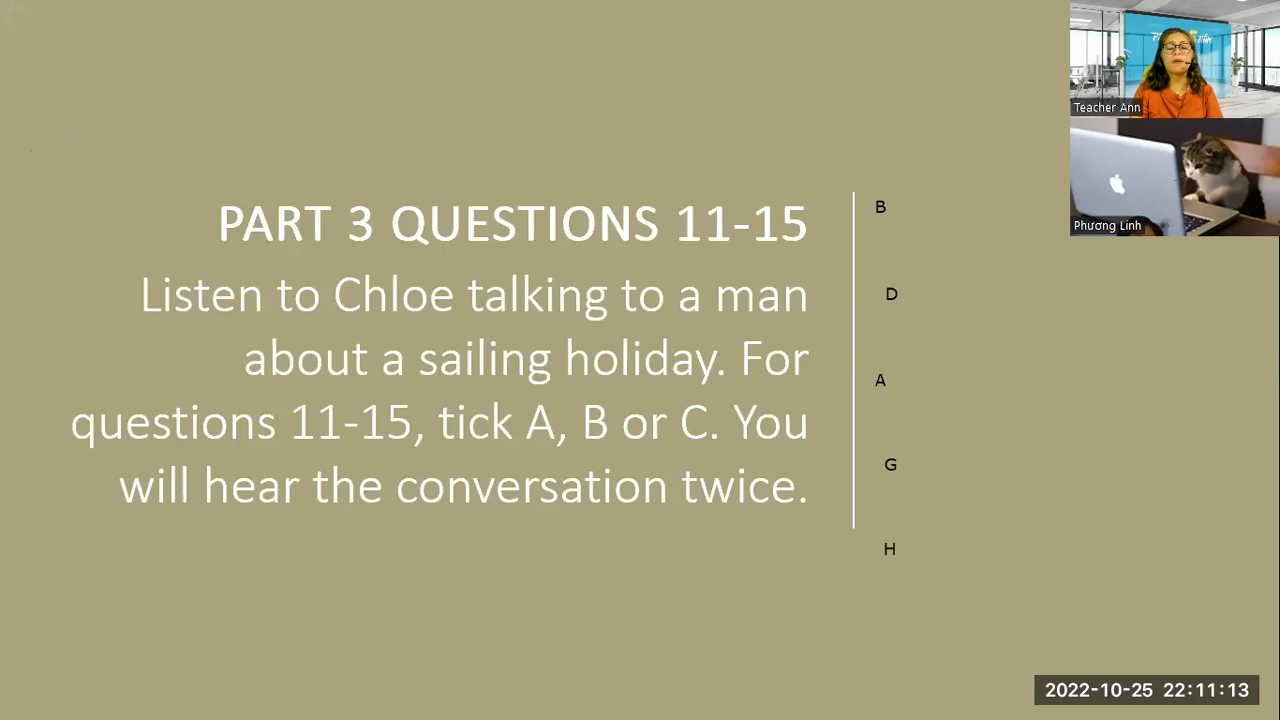 PART 3 QUESTIONS 11-15
Listen to Chloe talking to a man
about a sailing holiday. For
questions 11-15, tick A, B or C. You
will hear the conversation twice.
B
D
A
G
H
Teacher Ann
Phương Linh
2022-10-25 22:11:13